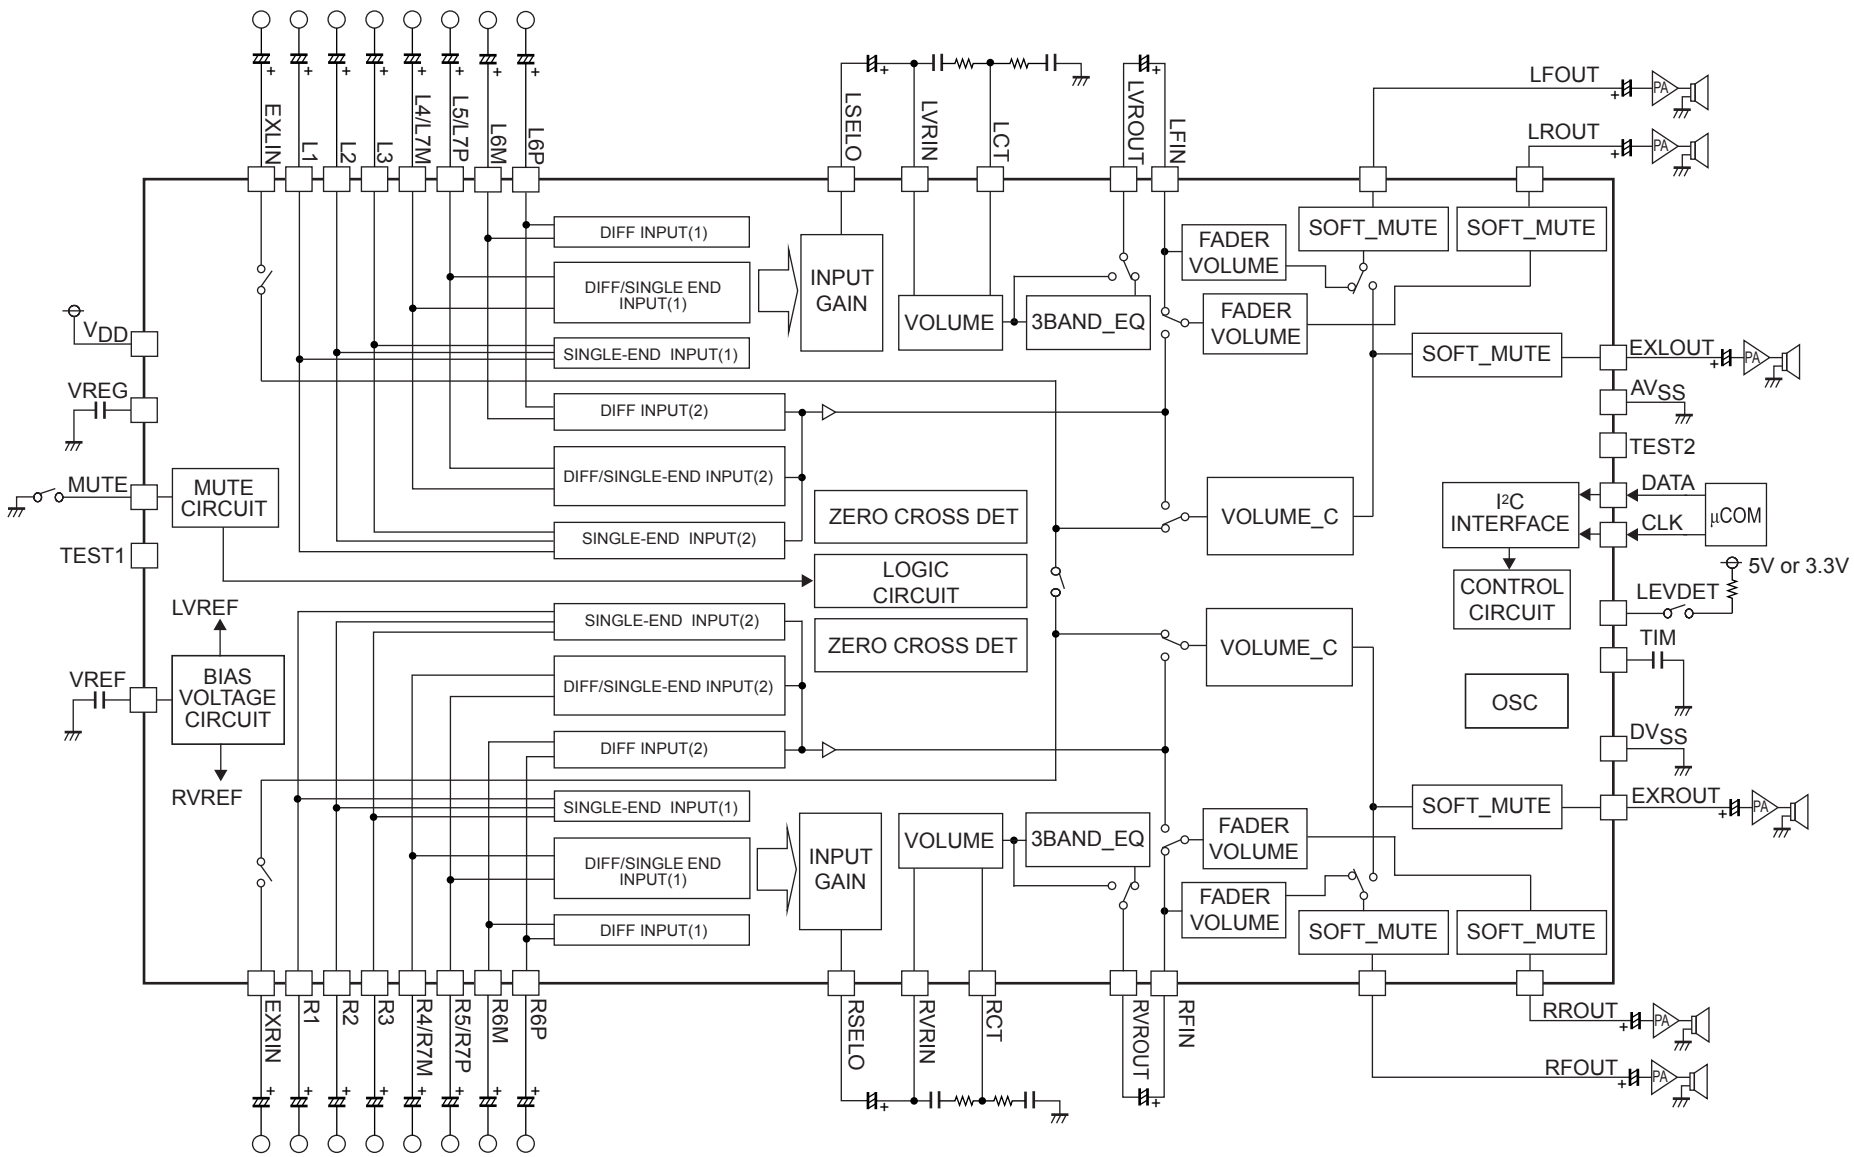 EXLIN
L1
L2
L3
L4/L7M
L5/L7P
L6M
L6P
LSELO
LVRIN
LCT
LVROUT
LFIN
LFOUT
PA
LROUT
PA
DIFF INPUT(1)
DIFF/SINGLE END
INPUT(1)
SINGLE-END INPUT(1)
INPUT
GAIN
VOLUME
3BAND_EQ
FADER
VOLUME
FADER
VOLUME
SOFT_MUTE
SOFT_MUTE
SOFT_MUTE
EXLOUT
PA
AVSS
TEST2
VDD
VREG
MUTE
MUTE
CIRCUIT
TEST1
DIFF INPUT(2)
DIFF/SINGLE-END INPUT(2)
SINGLE-END INPUT(2)
ZERO CROSS DET
LOGIC
CIRCUIT
ZERO CROSS DET
VOLUME_C
VOLUME_C
I2C
INTERFACE
DATA
CLK
μCOM
CONTROL
CIRCUIT
5V or 3.3V
LEVDET
TIM
OSC
DVSS
LVREF
VREF
BIAS
VOLTAGE
CIRCUIT
RVREF
SINGLE-END INPUT(2)
DIFF/SINGLE-END INPUT(2)
DIFF INPUT(2)
SINGLE-END INPUT(1)
DIFF/SINGLE END
INPUT(1)
DIFF INPUT(1)
INPUT
GAIN
VOLUME
3BAND_EQ
FADER
VOLUME
FADER
VOLUME
SOFT_MUTE
EXROUT
PA
SOFT_MUTE
SOFT_MUTE
EXRIN
R1
R2
R3
R4/R7M
R5/R7P
R6M
R6P
RSELO
RVRIN
RCT
RVROUT
RFIN
RROUT
PA
RFOUT
PA